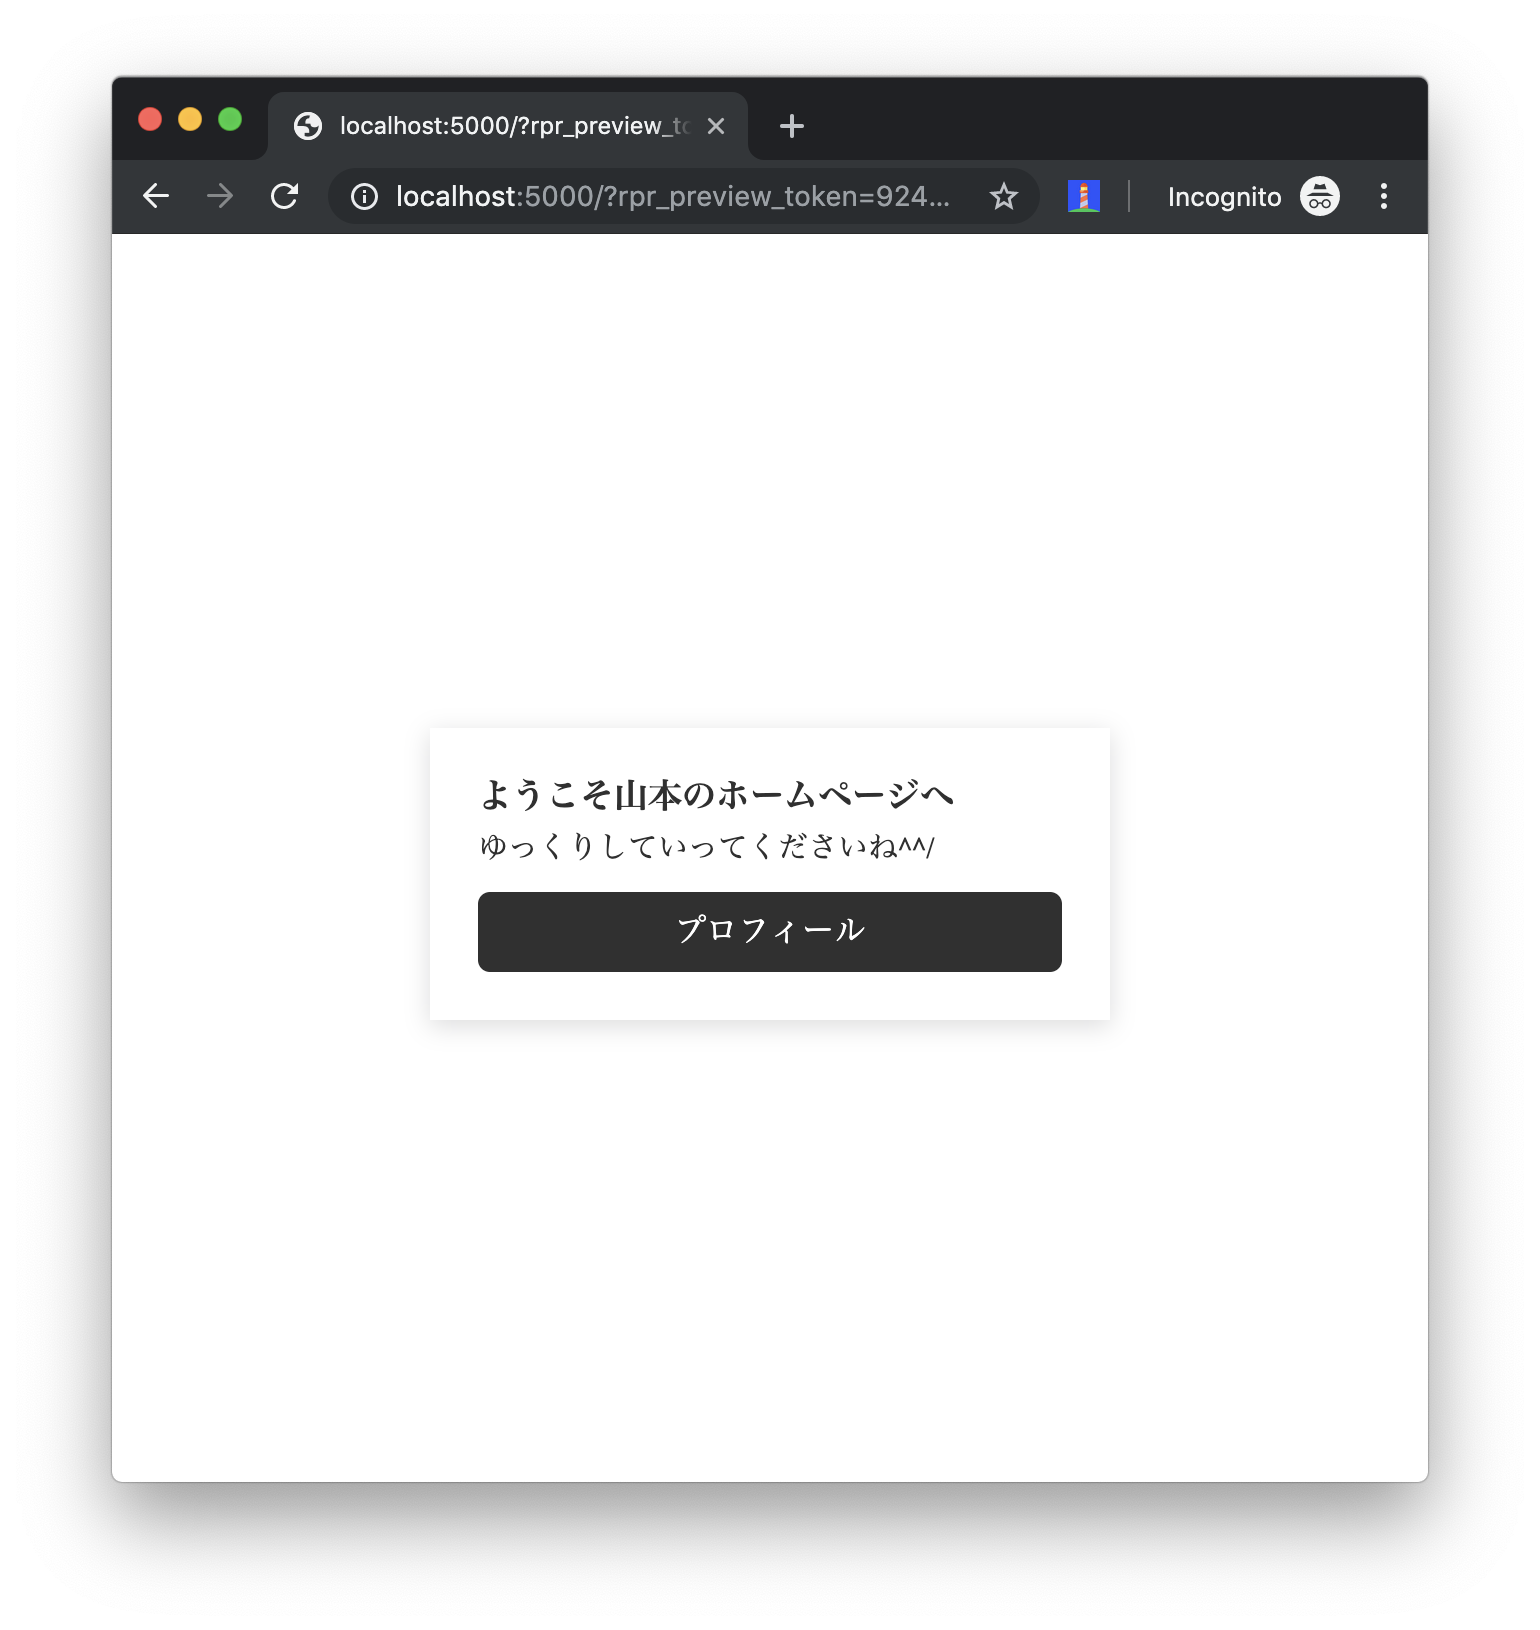 localhost:5000/?rpr_preview_to
localhost:5000/?rpr_preview_token=924...
Incognito
ようこそ山本のホームページへ
ゆっくりしていってくださいね^^/
プロフィール